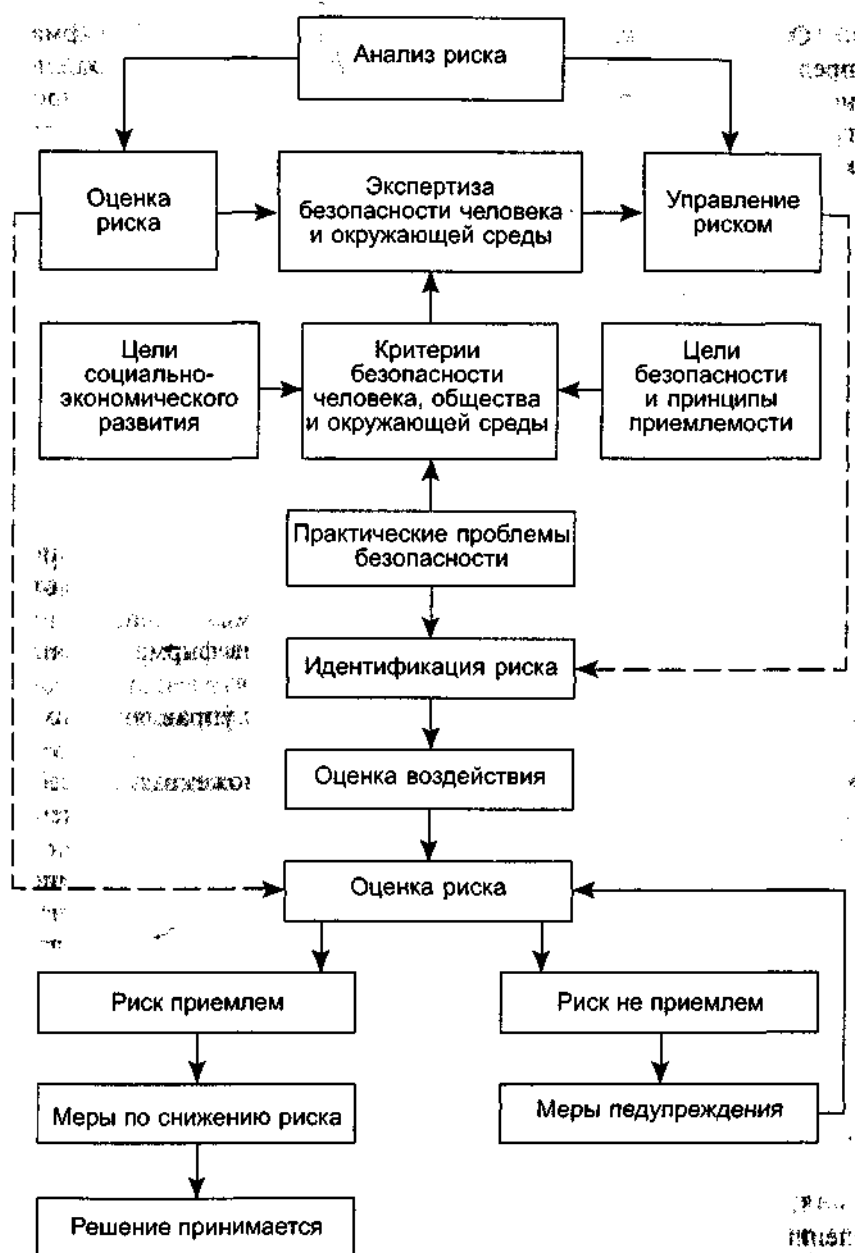 Анализ риска
Оценка
риска
Экспертиза
безопасности человека
и окружающей среды
Управление
риском
Цели
социально-
экономического
развития
Критерии
безопасности
человека, общества
и окружающей среды
Цели
безопасности
и принципы
приемлемости
Практические проблемы
безопасности
Идентификация риска
Оценка воздействия
Оценка риска
Риск приемлем
Риск не приемлем
Меры по снижению риска
Меры педупреждения
Решение принимается